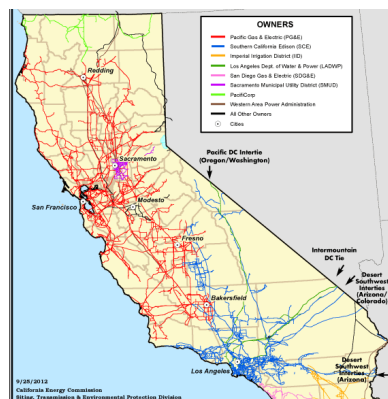 OWNERS
Pacific Gas & Electric (PG&E)
Southern California Edison (SCE)
Imperial Irrigation District (IID)
Los Angeles Dept. of Water & Power (LADWP)
San Diego Gas & Electric (SDG&E)
Sacramento Municipal Utility District (SMUD)
PacifiCorp
Western Area Power Administration
All Other Owners
Cities
Redding
Sacramento
Pacific DC Intertie
(Oregon/Washington)
Modesto
San Francisco
Fresno
Intermountain
DC Tie
Desert
Southwest
Interties
(Arizona/
Colorado)
Bakersfield
Los Angeles
Desert
Southwest
Interties
(Arizona)
9/28/2012
California Energy Commission
Siting, Transmission & Environmental Protection Division